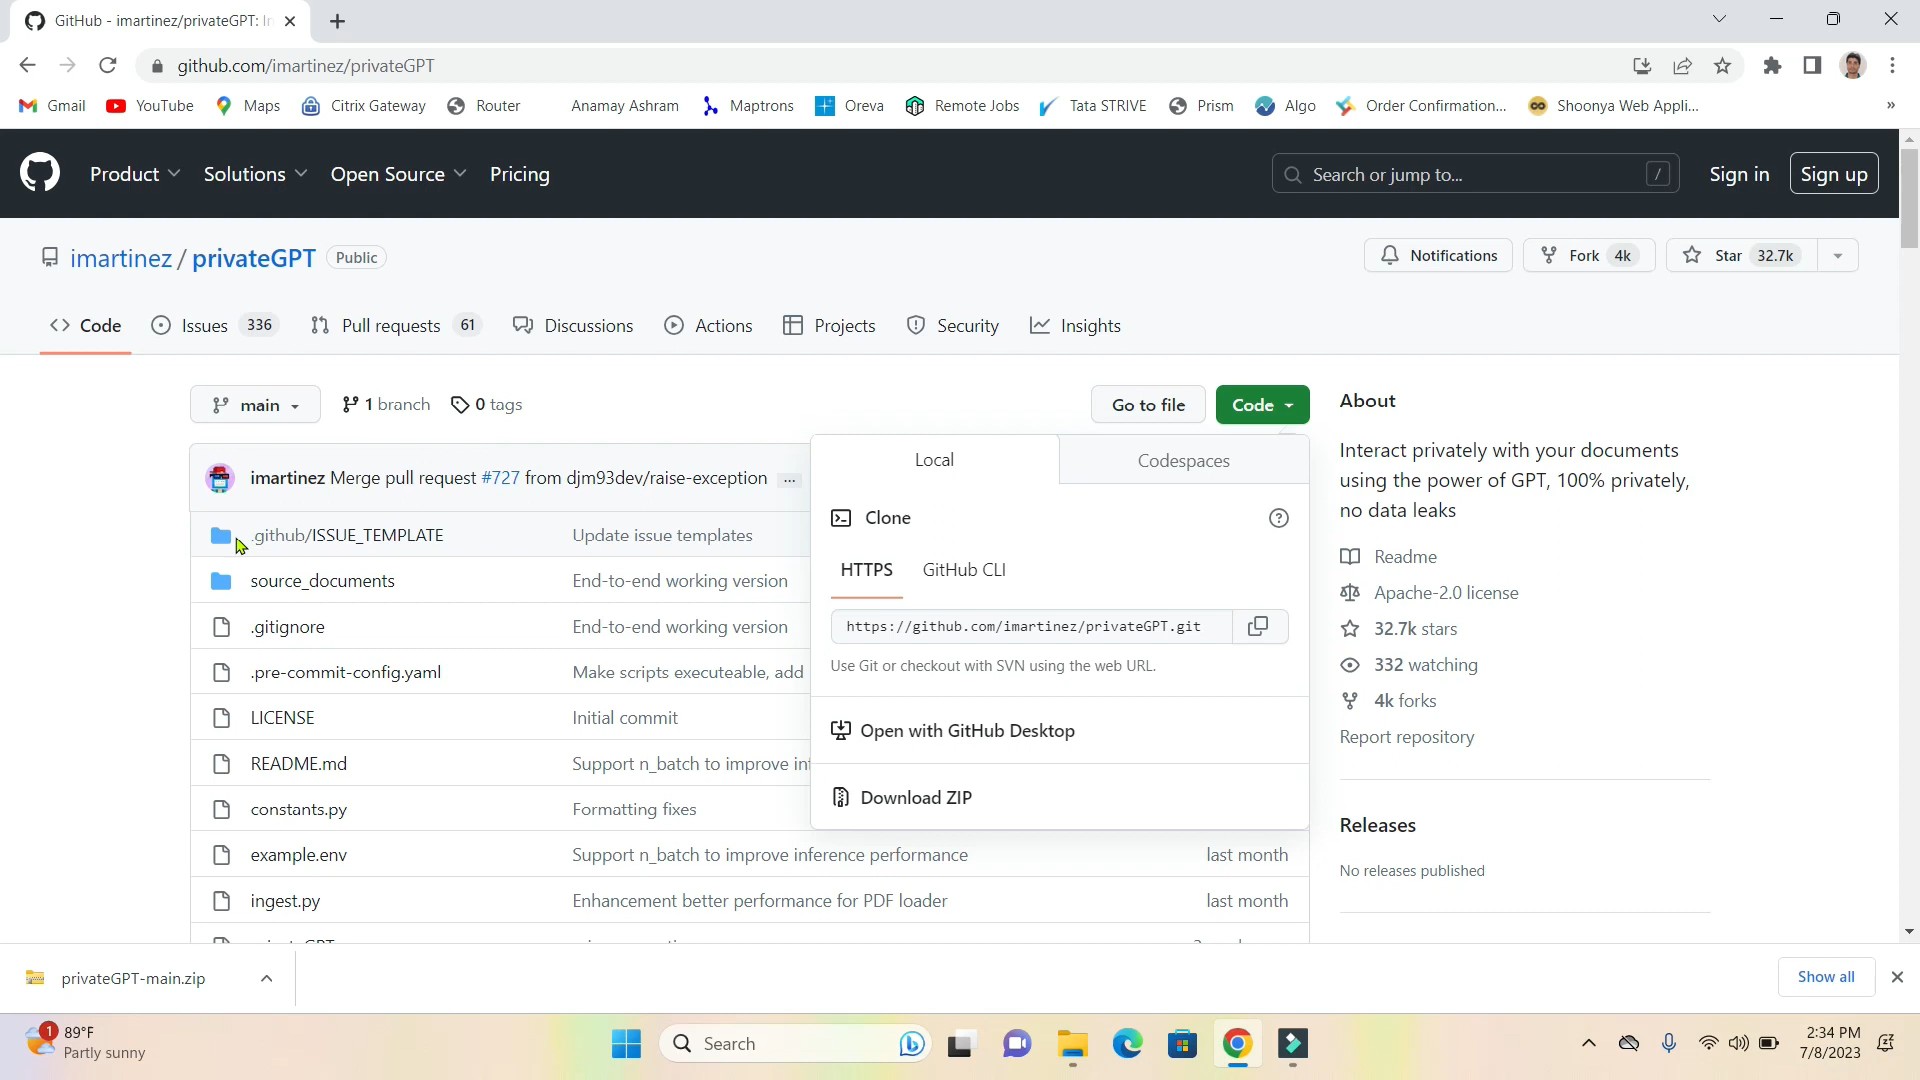 GitHub - imartinez/privateGPT: In
github.com/imartinez/privateGPT
Gmail YouTube Maps Citrix Gateway Router Anamay Ashram Maptrons Oreva Remote Jobs Tata STRIVE Prism Algo Order Confirmation... Shoonya Web Appli... »
Product Solutions Open Source Pricing Search or jump to... / Sign in Sign up
imartinez / privateGPT Public Notifications Fork 4k Star 32.7k
Code Issues 336 Pull requests 61 Discussions Actions Projects Security Insights
main 1 branch 0 tags Go to file Code
imartinez Merge pull request #727 from djm93dev/raise-exception ...
.github/ISSUE_TEMPLATE Update issue templates
source_documents End-to-end working version
.gitignore End-to-end working version
.pre-commit-config.yaml Make scripts executeable, add
LICENSE Initial commit
README.md Support n_batch to improve in
constants.py Formatting fixes
example.env Support n_batch to improve inference performance last month
ingest.py Enhancement better performance for PDF loader last month
Local Codespaces
Clone
HTTPS GitHub CLI
https://github.com/imartinez/privateGPT.git
Use Git or checkout with SVN using the web URL.
Open with GitHub Desktop
Download ZIP
About
Interact privately with your documents
using the power of GPT, 100% privately,
no data leaks
Readme
Apache-2.0 license
32.7k stars
332 watching
4k forks
Report repository
Releases
No releases published
privateGPT-main.zip Show all
1 89°F
Partly sunny
Search
2:34 PM
7/8/2023